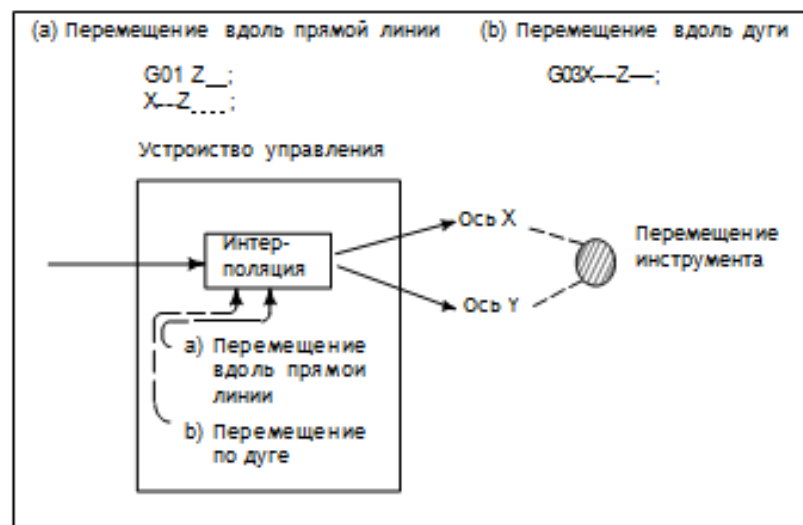 (a) Перемещение вдоль прямой линии
(b) Перемещение вдоль дуги
G01 Z__;
X---Z----;
G03X---Z—;
Устроиство управления
Интер-
поляция
Ось X
Ось Y
Перемещение
инструмента
a) Перемещение
вдоль прямои
линии
b) Перемещение
по дуге